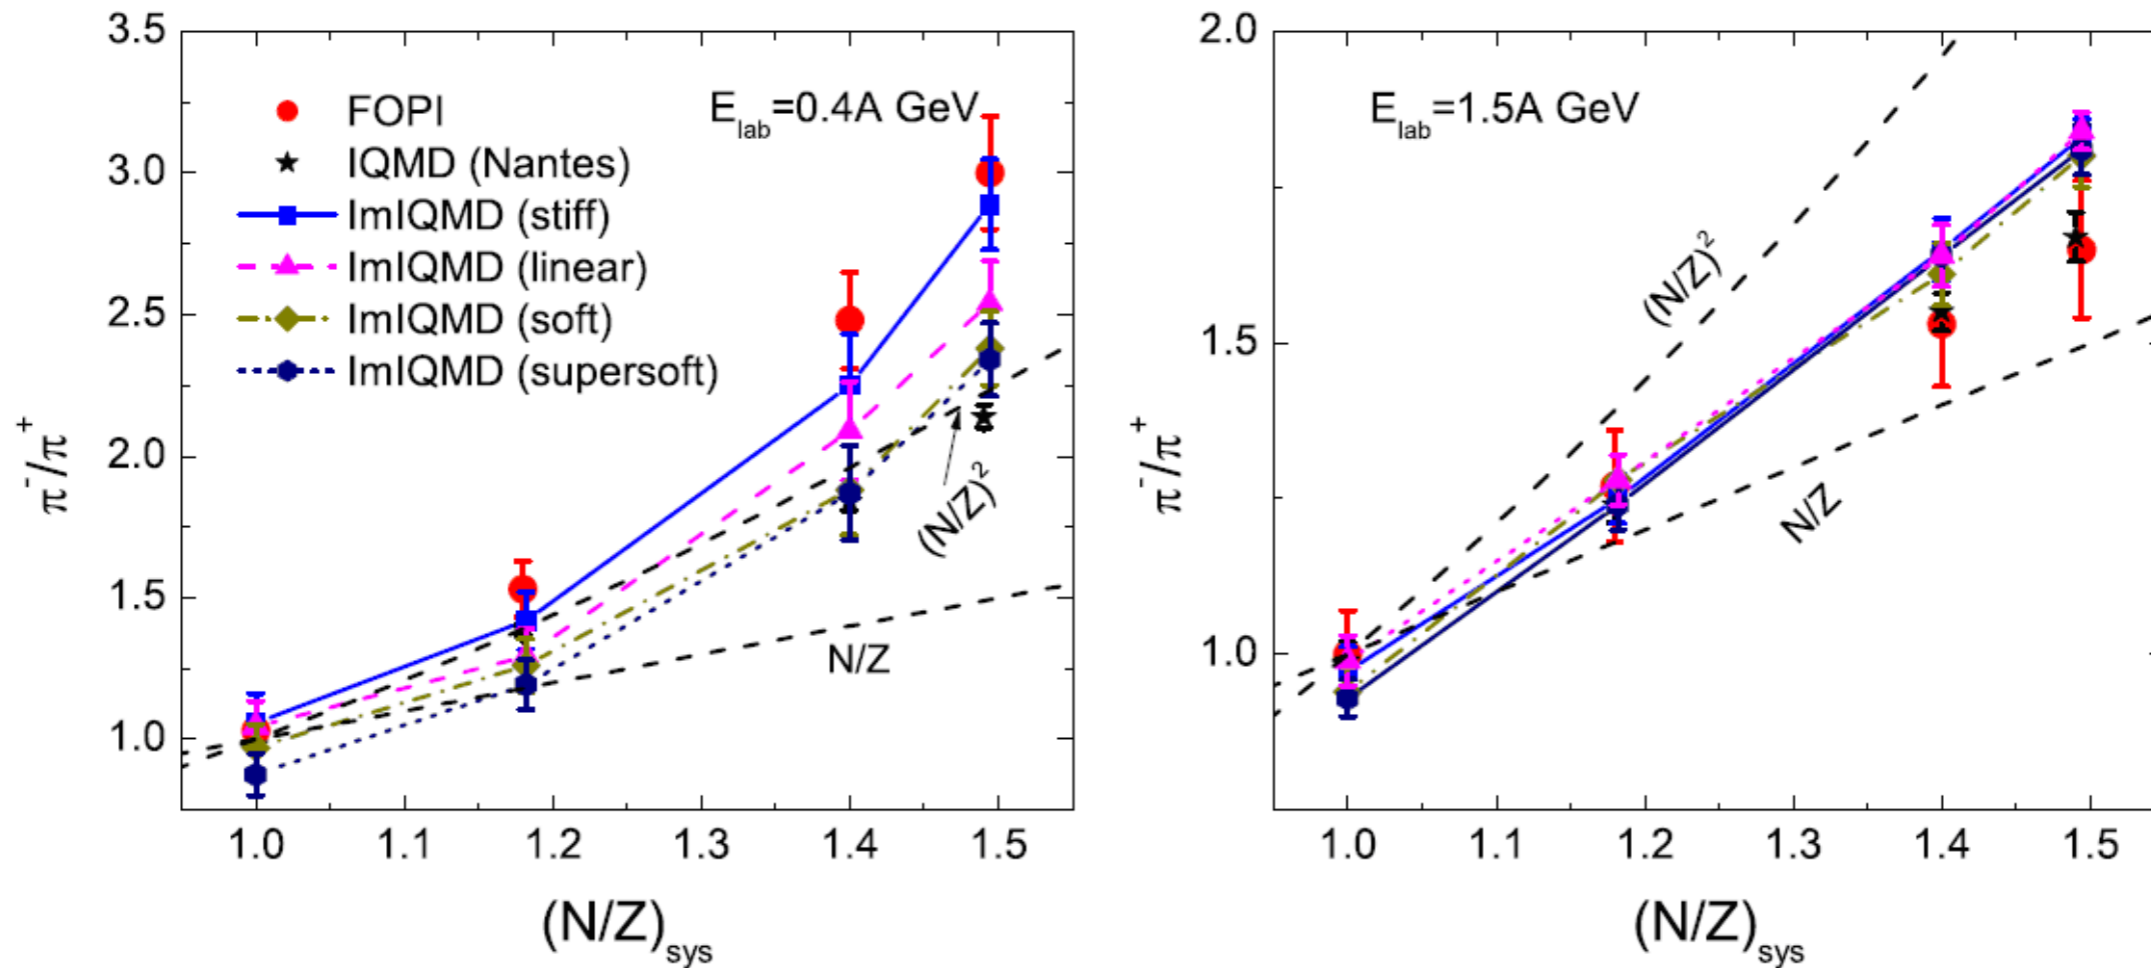 3.5
3.0
2.5
2.0
1.5
1.0
π⁻/π⁺
FOPI
IQMD (Nantes)
ImIQMD (stiff)
ImIQMD (linear)
ImIQMD (soft)
ImIQMD (supersoft)
E_lab=0.4A GeV
(N/Z)²
N/Z
1.0 1.1 1.2 1.3 1.4 1.5
(N/Z)_sys
2.0
1.5
1.0
π⁻/π⁺
E_lab=1.5A GeV
(N/Z)²
N/Z
1.0 1.1 1.2 1.3 1.4 1.5
(N/Z)_sys